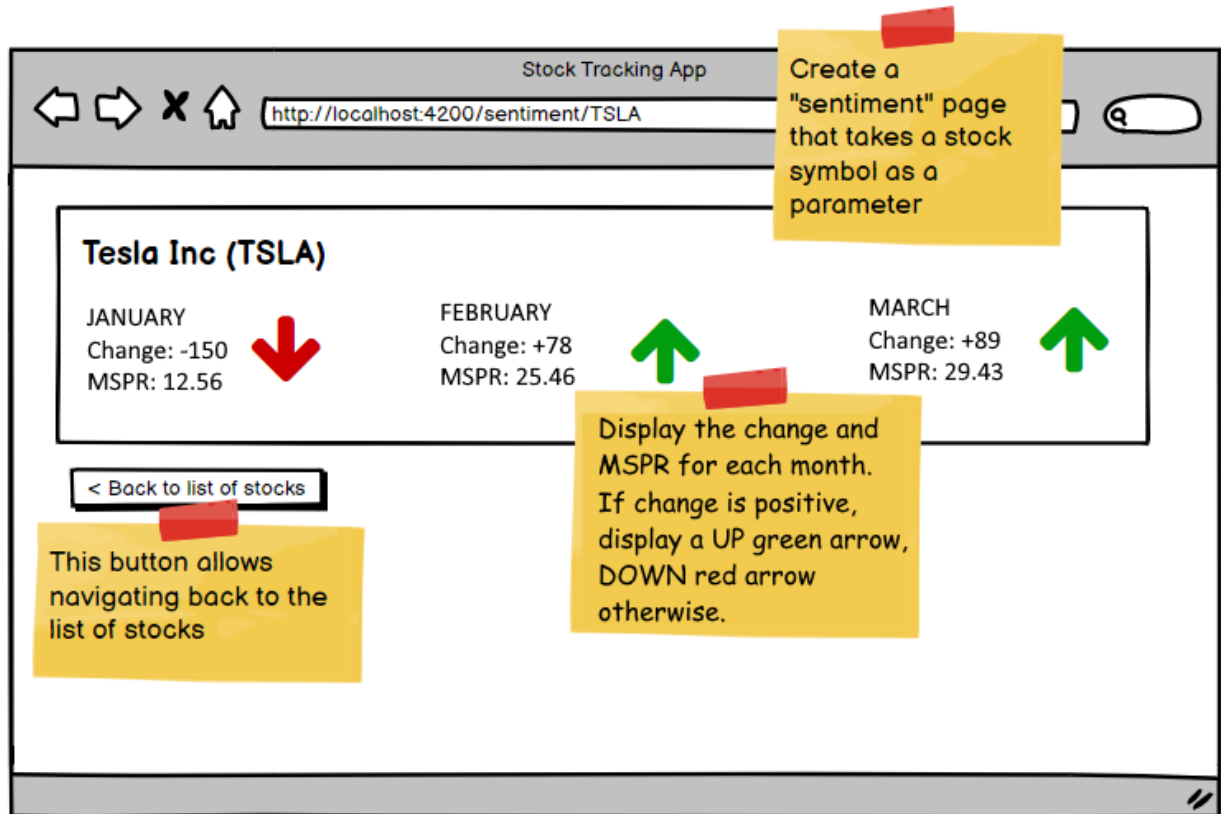 Stock Tracking App
http://localhost:4200/sentiment/TSLA
Create a
"sentiment" page
that takes a stock
symbol as a
parameter
Tesla Inc (TSLA)
JANUARY
Change: -150
MSPR: 12.56
FEBRUARY
Change: +78
MSPR: 25.46
MARCH
Change: +89
MSPR: 29.43
Display the change and
MSPR for each month.
If change is positive,
display a UP green arrow,
DOWN red arrow
otherwise.
< Back to list of stocks
This button allows
navigating back to the
list of stocks